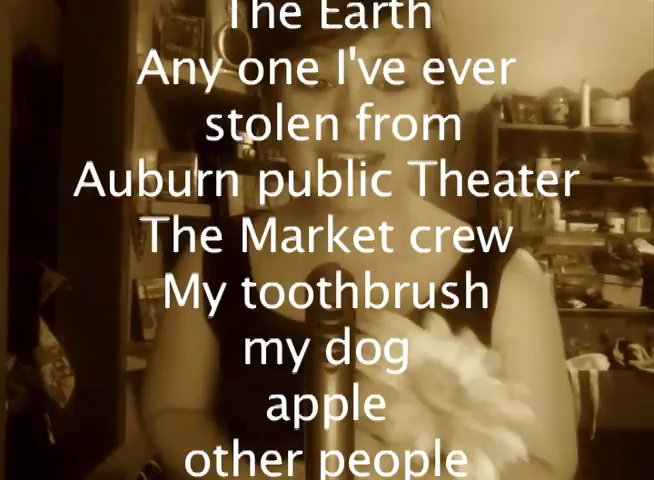 The Earth
Any one I've ever
stolen from
Auburn public Theater
The Market crew
My toothbrush
my dog
apple
other people